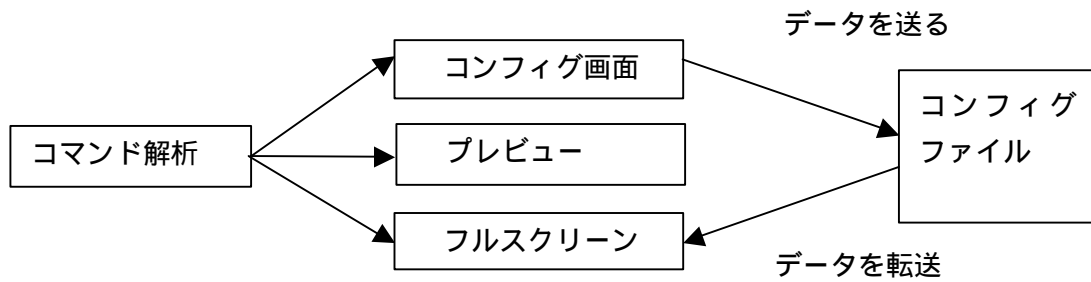 データを送る
コンフィグ画面
コンフィグ
ファイル
コマンド解析
プレビュー
フルスクリーン
データを転送